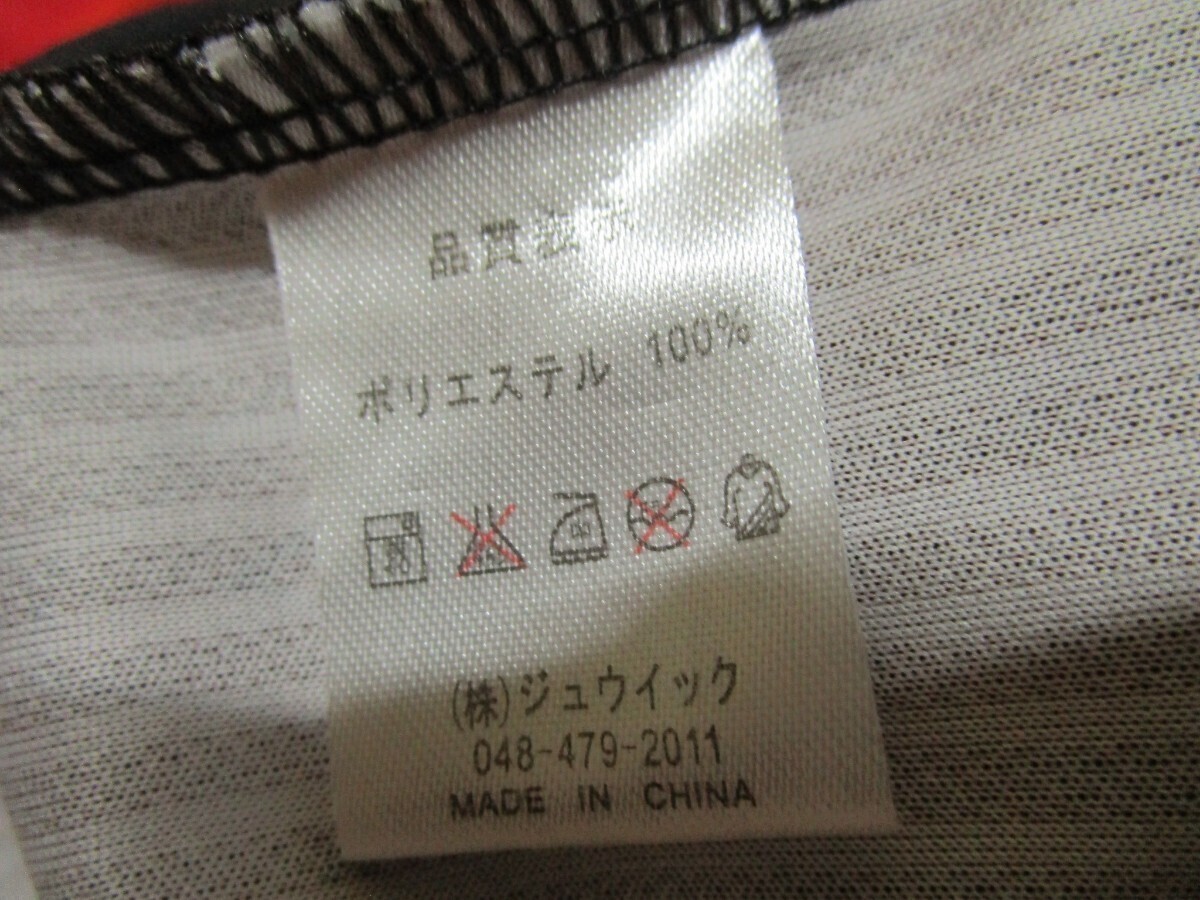 品質表示
ポリエステル 100%
(株)ジュウイック
048-479-2011
MADE IN CHINA